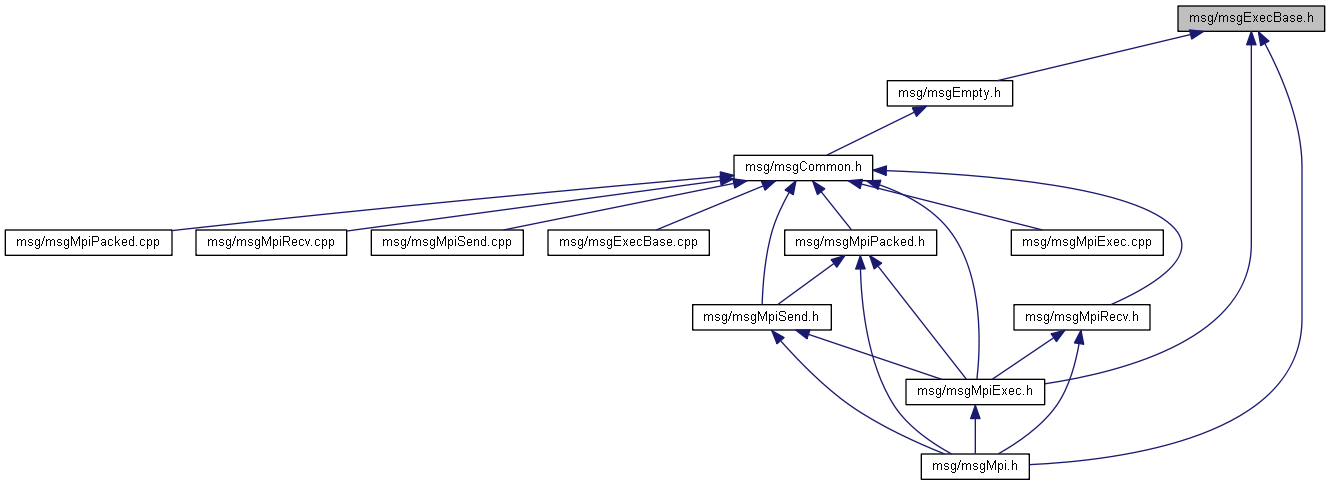 msg/msgExecBase.h
msg/msgEmpty.h
msg/msgCommon.h
msg/msgMpiPacked.cpp
msg/msgMpiRecv.cpp
msg/msgMpiSend.cpp
msg/msgExecBase.cpp
msg/msgMpiPacked.h
msg/msgMpiExec.cpp
msg/msgMpiSend.h
msg/msgMpiRecv.h
msg/msgMpiExec.h
msg/msgMpi.h